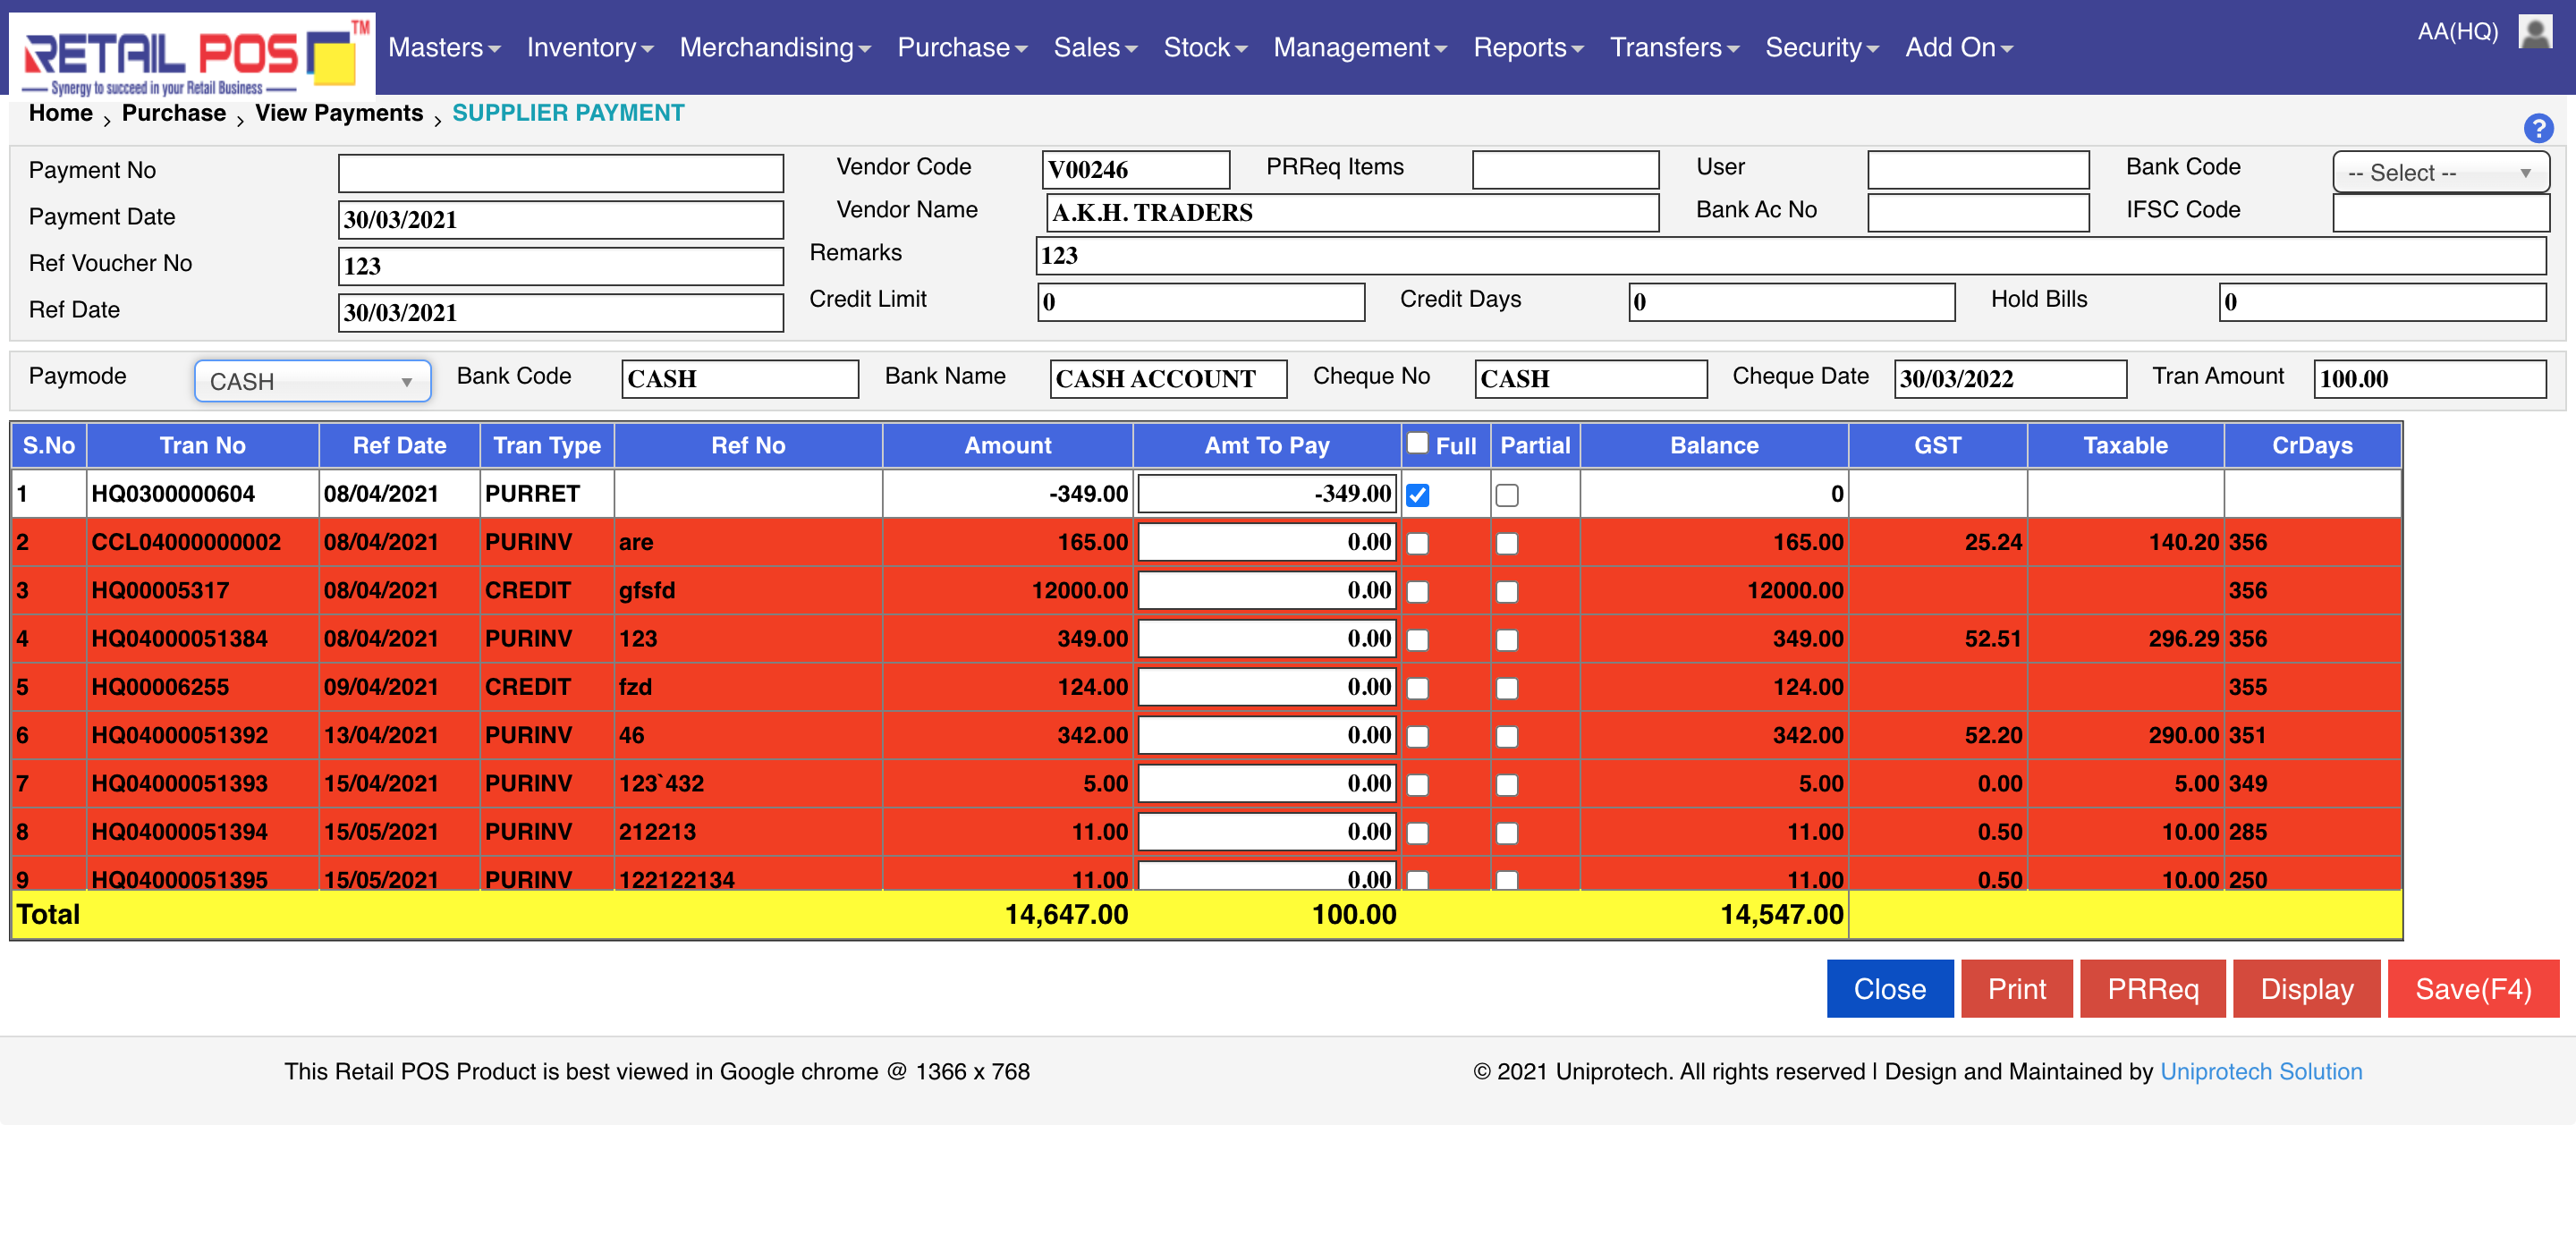 RETAIL POS TM
Synergy to succeed in your Retail Business
Masters Inventory Merchandising Purchase Sales Stock Management Reports Transfers Security Add On
AA(HQ)
Home > Purchase > View Payments > SUPPLIER PAYMENT
?
Payment No
Vendor Code V00246 PRReq Items User Bank Code -- Select --
Payment Date 30/03/2021
Vendor Name A.K.H. TRADERS Bank Ac No IFSC Code
Ref Voucher No 123
Remarks 123
Ref Date 30/03/2021
Credit Limit 0 Credit Days 0 Hold Bills 0
Paymode CASH Bank Code CASH Bank Name CASH ACCOUNT Cheque No CASH Cheque Date 30/03/2022 Tran Amount 100.00
S.No Tran No Ref Date Tran Type Ref No Amount Amt To Pay Full Partial Balance GST Taxable CrDays
1 HQ0300000604 08/04/2021 PURRET -349.00 -349.00 0
2 CCL04000000002 08/04/2021 PURINV are 165.00 0.00 165.00 25.24 140.20 356
3 HQ00005317 08/04/2021 CREDIT gfsfd 12000.00 0.00 12000.00 356
4 HQ04000051384 08/04/2021 PURINV 123 349.00 0.00 349.00 52.51 296.29 356
5 HQ00006255 09/04/2021 CREDIT fzd 124.00 0.00 124.00 355
6 HQ04000051392 13/04/2021 PURINV 46 342.00 0.00 342.00 52.20 290.00 351
7 HQ04000051393 15/04/2021 PURINV 123`432 5.00 0.00 5.00 0.00 5.00 349
8 HQ04000051394 15/05/2021 PURINV 212213 11.00 0.00 11.00 0.50 10.00 285
9 HQ04000051395 15/05/2021 PURINV 122122134 11.00 0.00 11.00 0.50 10.00 250
Total 14,647.00 100.00 14,547.00
Close Print PRReq Display Save(F4)
This Retail POS Product is best viewed in Google chrome @ 1366 x 768
© 2021 Uniprotech. All rights reserved | Design and Maintained by Uniprotech Solution